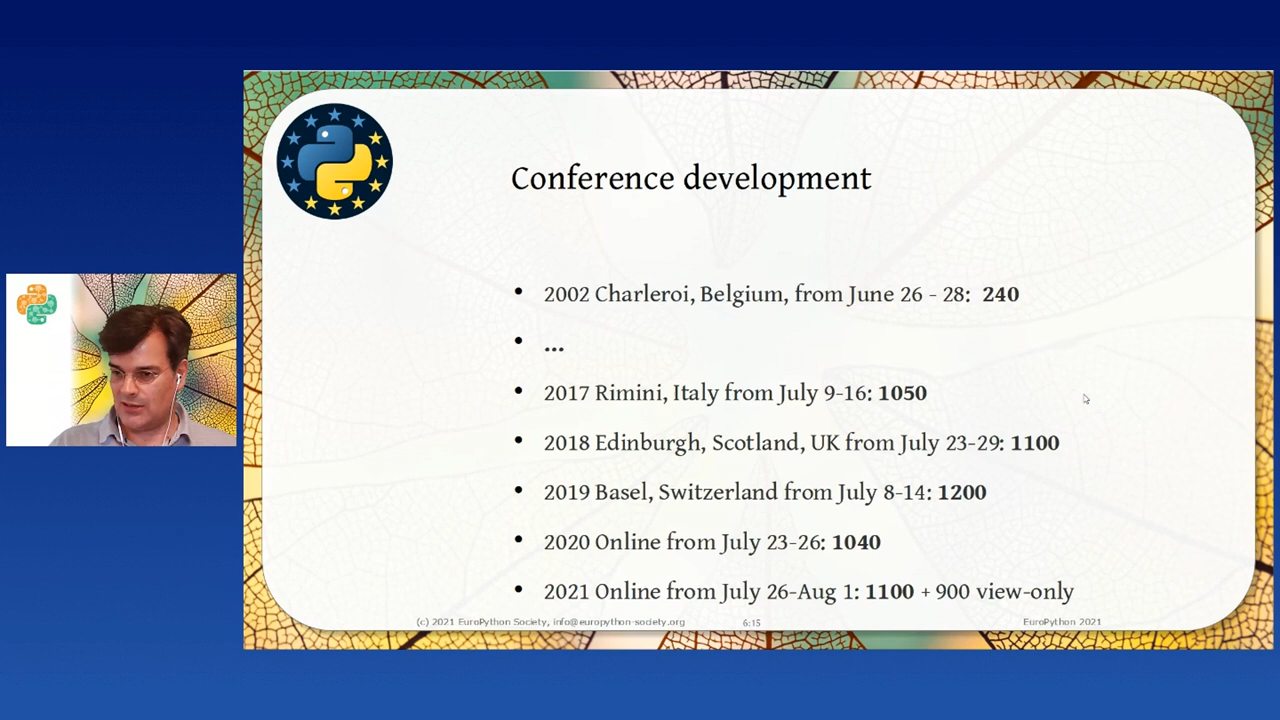 Conference development
• 2002 Charleroi, Belgium, from June 26 - 28: 240
• ...
• 2017 Rimini, Italy from July 9-16: 1050
• 2018 Edinburgh, Scotland, UK from July 23-29: 1100
• 2019 Basel, Switzerland from July 8-14: 1200
• 2020 Online from July 23-26: 1040
• 2021 Online from July 26-Aug 1: 1100 + 900 view-only
(c) 2021 EuroPython Society, info@europython-society.org 6:15 EuroPython 2021